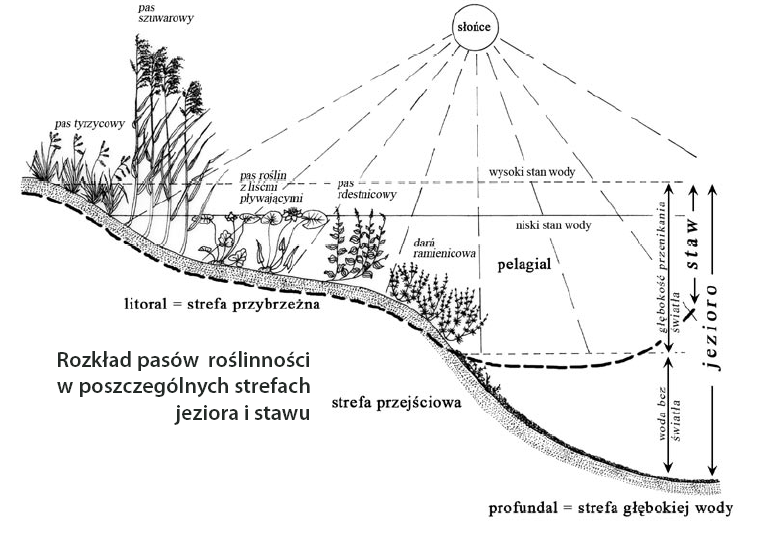 pas
szuwarowy
słońce
pas tyrzycowy
pas roślin
z liśćmi
pływającymi
pas
rdestnicowy
wysoki stan wody
niski stan wody
darń
ramienicowa
pelagial
głębokość przenikania
światła
staw
jezioro
litoral = strefa przybrzeżna
Rozkład pasów roślinności
w poszczególnych strefach
jeziora i stawu
strefa przejściowa
woda bez
światła
profundal = strefa głębokiej wody